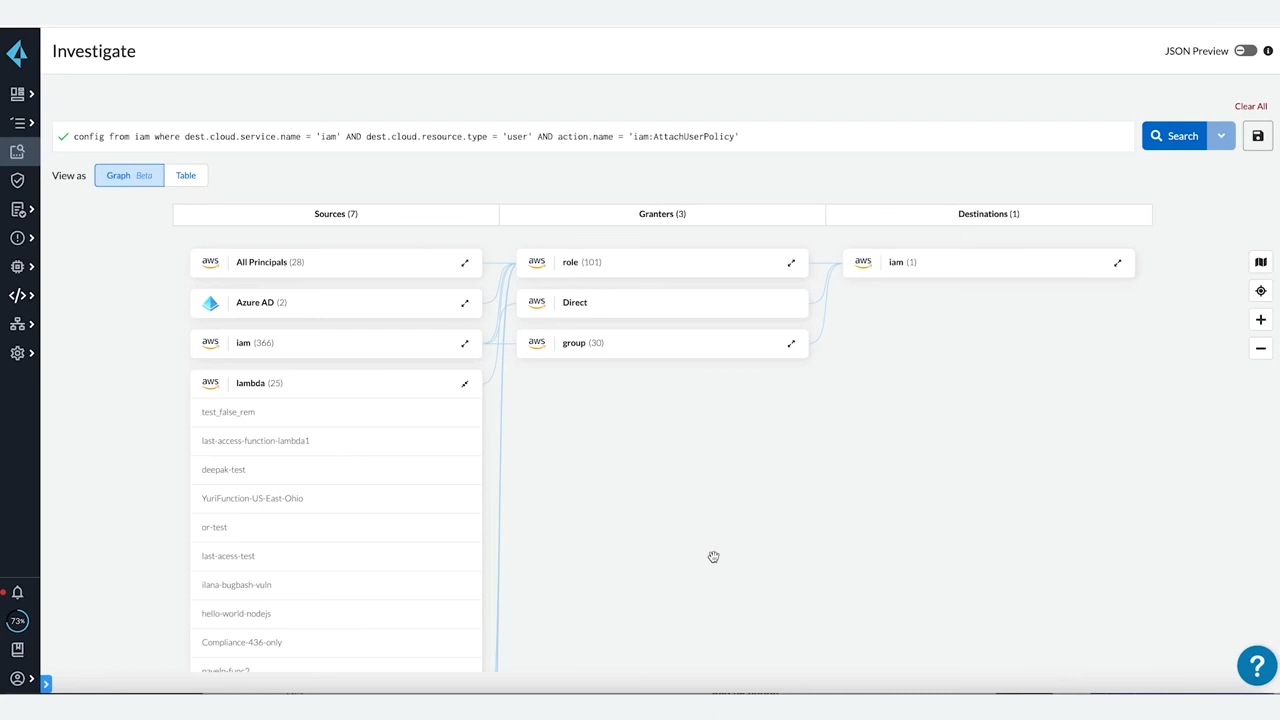 Investigate
JSON Preview
Clear All
config from iam where dest.cloud.service.name = 'iam' AND dest.cloud.resource.type = 'user' AND action.name = 'iam:AttachUserPolicy'
Search
View as
Graph Beta
Table
Sources (7)
Granters (3)
Destinations (1)
aws All Principals (28)
aws role (101)
aws iam (1)
Azure AD (2)
aws Direct
aws iam (366)
aws group (30)
aws lambda (25)
test_false_rem
last-access-function-lambda1
deepak-test
YuriFunction-US-East-Ohio
or-test
last-acess-test
ilana-bugbash-vuln
hello-world-nodejs
Compliance-436-only
73%
?